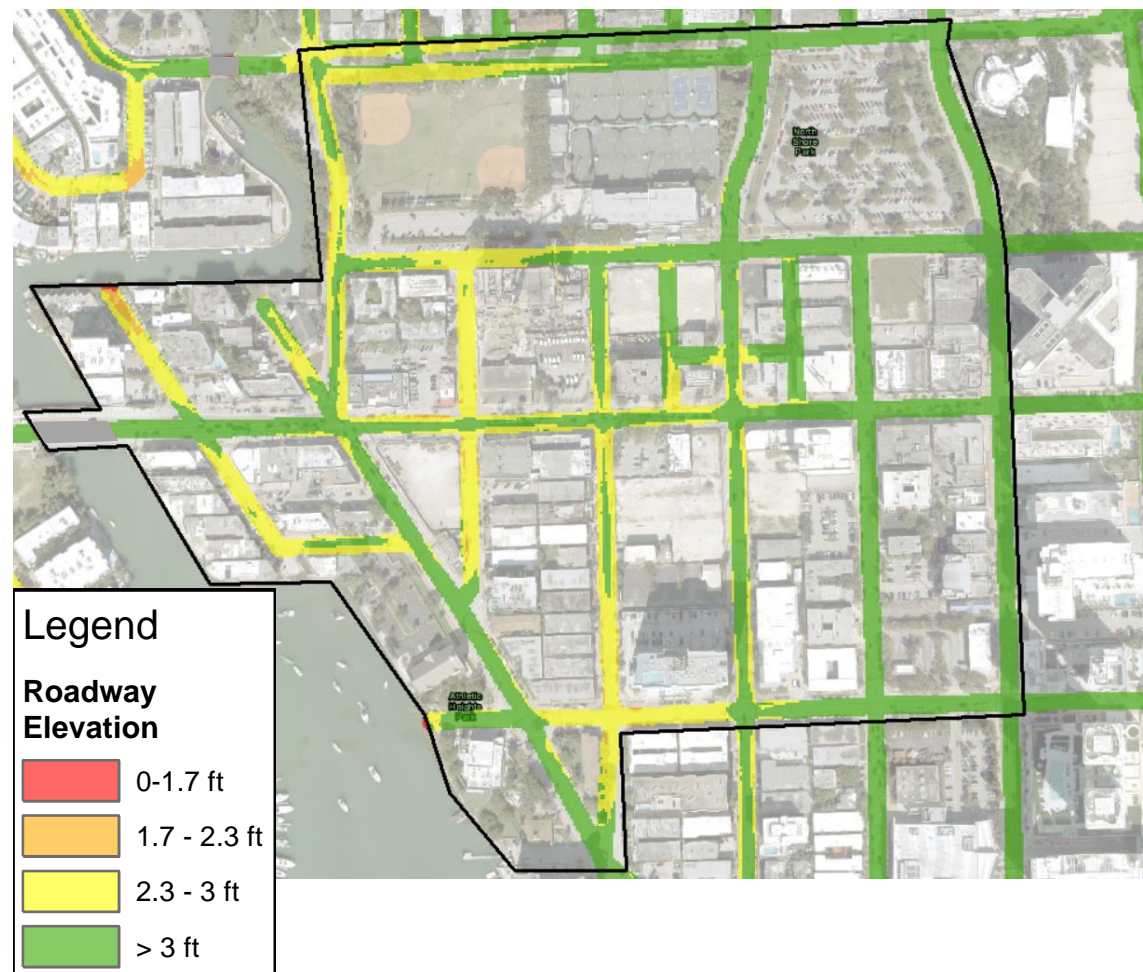 North
Shore
Park
Athletic
Heights
Park
Legend
Roadway
Elevation
0-1.7 ft
1.7 - 2.3 ft
2.3 - 3 ft
> 3 ft